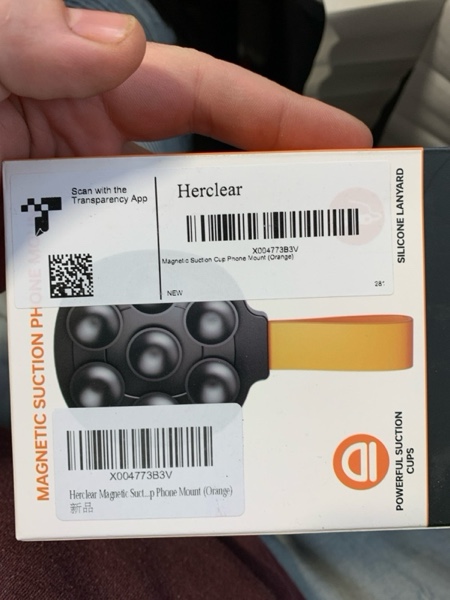 Scan with the
Transparency App
Herclear
X004773B3V
Magnetic Suction Cup Phone Mount (Orange)
NEW
281
MAGNETIC SUCTION PHONE
SILICONE LANYARD
POWERFUL SUCTION
CUPS
X004773B3V
Herclear Magnetic Suct...p Phone Mount (Orange)
新品